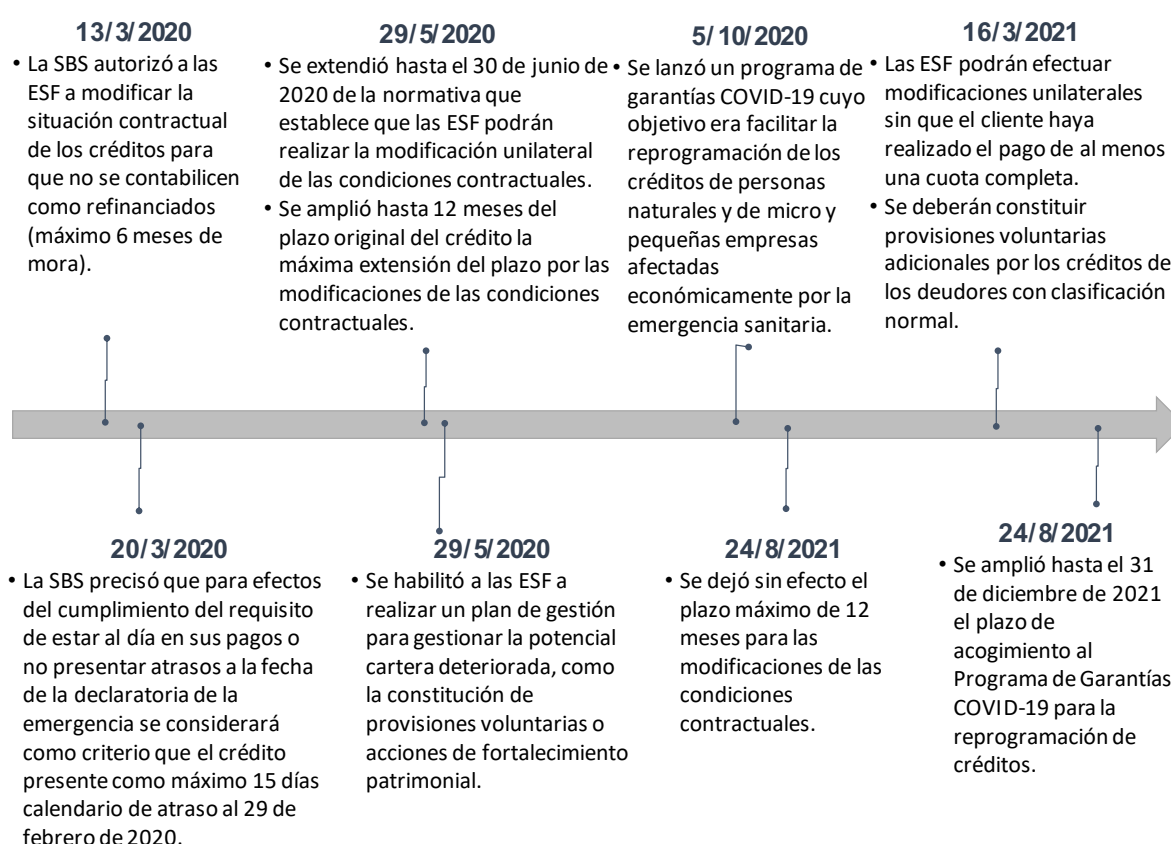 13/3/2020
• La SBS autorizó a las
ESF a modificar la
situación contractual
de los créditos para
que no se contabilicen
como refinanciados
(máximo 6 meses de
mora).
29/5/2020
• Se extendió hasta el 30 de junio de
2020 de la normativa que
establece que las ESF podrán
realizar la modificación unilateral
de las condiciones contractuales.
• Se amplió hasta 12 meses del
plazo original del crédito la
máxima extensión del plazo por las
modificaciones de las condiciones
contractuales.
5/10/2020
• Se lanzó un programa de
garantías COVID-19 cuyo
objetivo era facilitar la
reprogramación de los
créditos de personas
naturales y de micro y
pequeñas empresas
afectadas
económicamente por la
emergencia sanitaria.
16/3/2021
• Las ESF podrán efectuar
modificaciones unilaterales
sin que el cliente haya
realizado el pago de al menos
una cuota completa.
• Se deberán constituir
provisiones voluntarias
adicionales por los créditos de
los deudores con clasificación
normal.
20/3/2020
• La SBS precisó que para efectos
del cumplimiento del requisito
de estar al día en sus pagos o
no presentar atrasos a la fecha
de la declaratoria de la
emergencia se considerará
como criterio que el crédito
presente como máximo 15 días
calendario de atraso al 29 de
febrero de 2020.
29/5/2020
• Se habilitó a las ESF a
realizar un plan de gestión
para gestionar la potencial
cartera deteriorada, como
la constitución de
provisiones voluntarias o
acciones de fortalecimiento
patrimonial.
24/8/2021
• Se dejó sin efecto el
plazo máximo de 12
meses para las
modificaciones de las
condiciones
contractuales.
24/8/2021
• Se amplió hasta el 31
de diciembre de 2021
el plazo de
acogimiento al
Programa de Garantías
COVID-19 para la
reprogramación de
créditos.